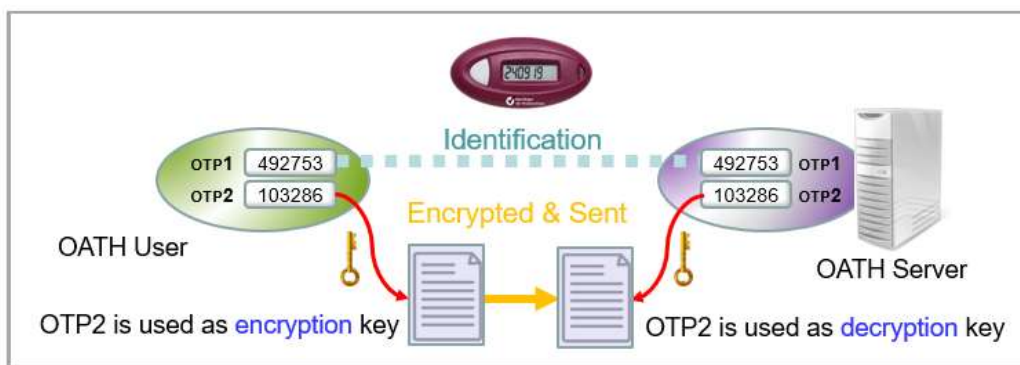 240919
Identification
OTP1 492753
492753 OTP1
OTP2 103286
103286 OTP2
Encrypted & Sent
OATH User
OATH Server
OTP2 is used as encryption key
OTP2 is used as decryption key